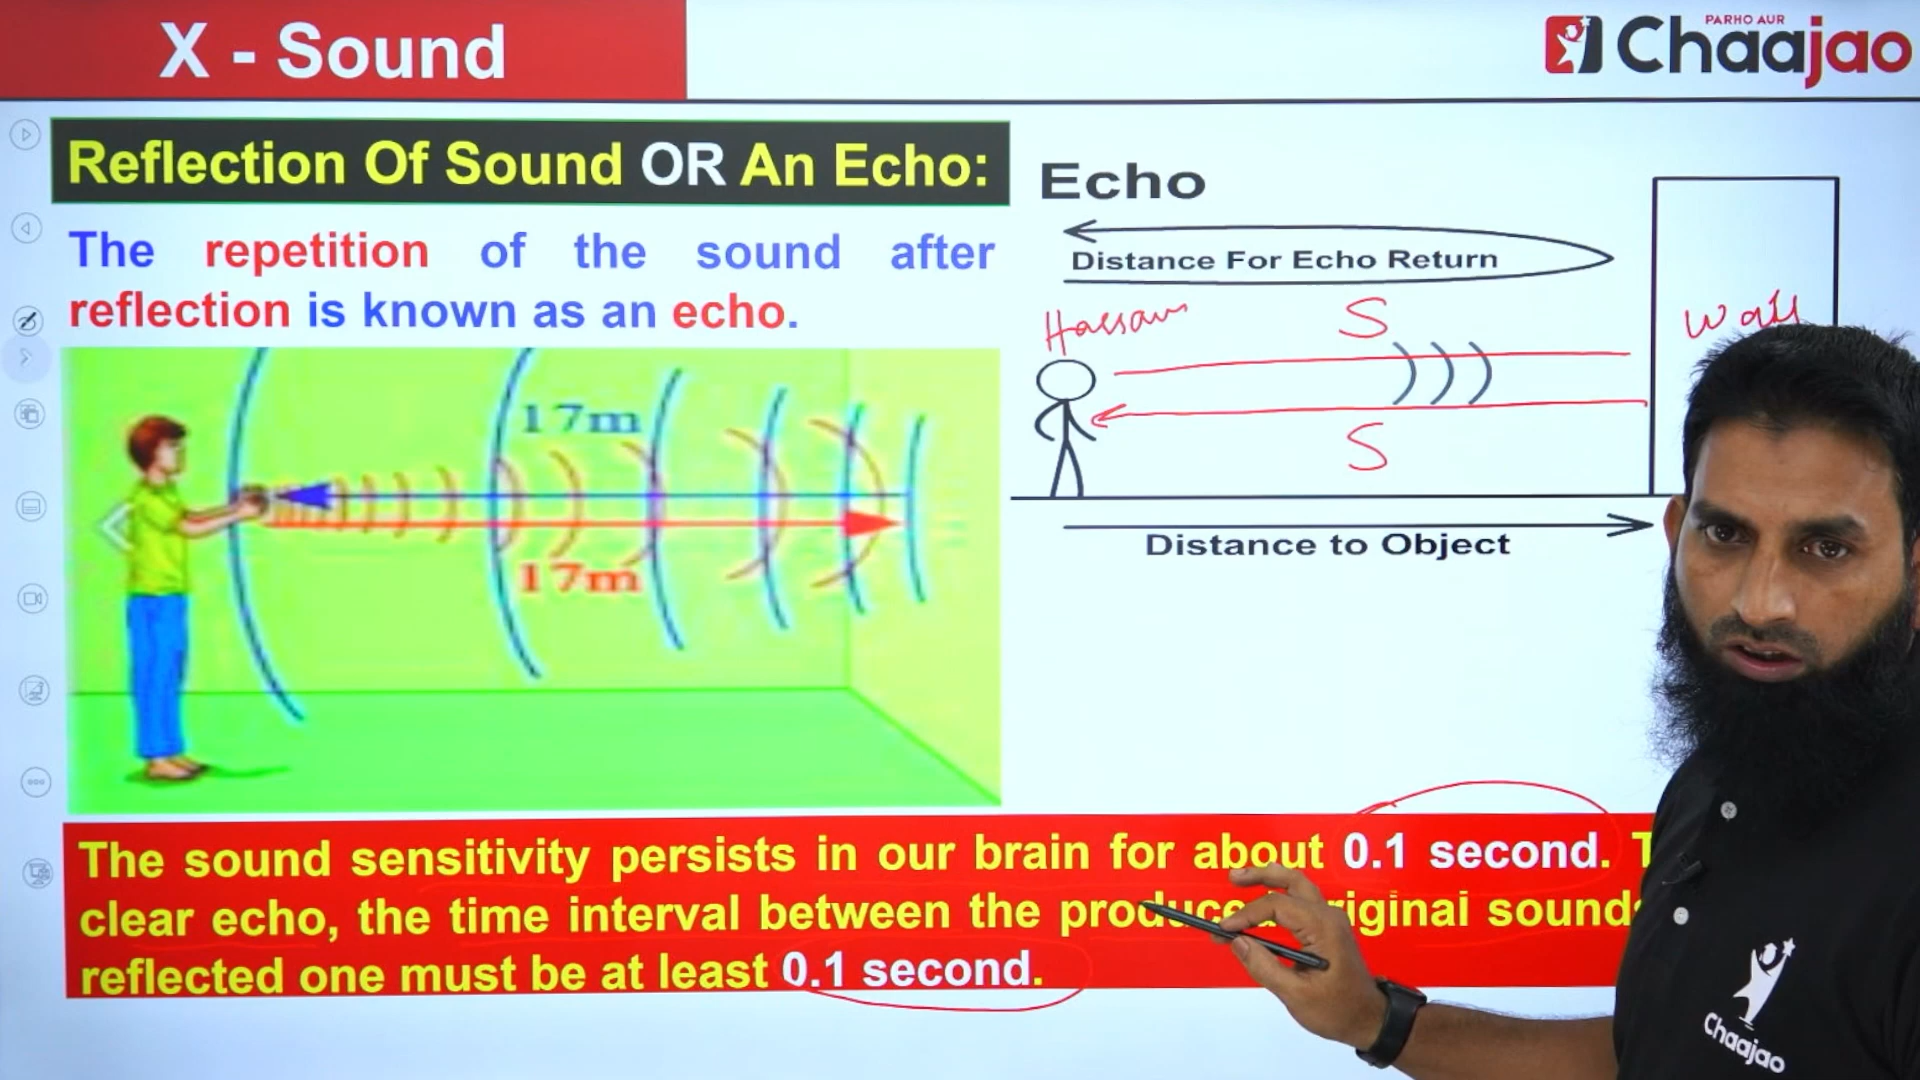 X - Sound
PARHO AUR
Chaajao
Reflection Of Sound OR An Echo:
The repetition of the sound after
reflection is known as an echo.
Echo
Distance For Echo Return
Hassan
S
Wall
S
Distance to Object
17m
17m
The sound sensitivity persists in our brain for about 0.1 second. T
clear echo, the time interval between the produced original sound
reflected one must be at least 0.1 second.
Chaajao